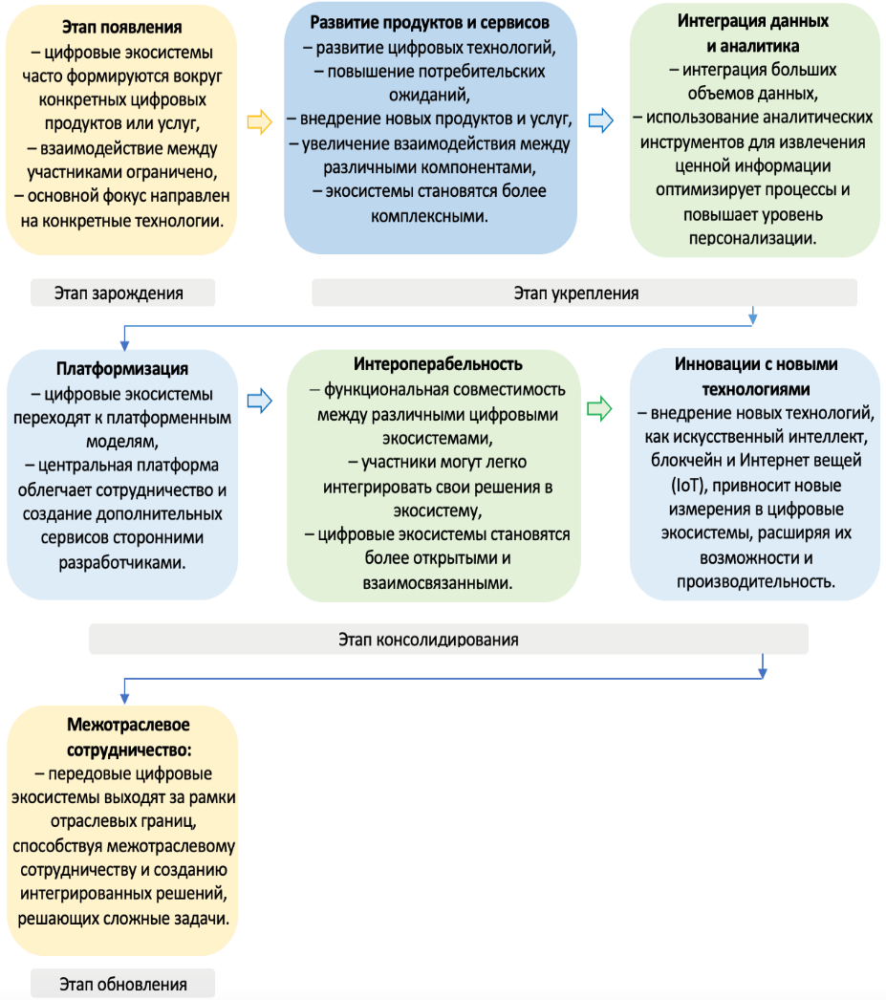 Этап появления
– цифровые экосистемы
часто формируются вокруг
конкретных цифровых
продуктов или услуг,
– взаимодействие между
участниками ограничено,
– основной фокус направлен
на конкретные технологии.
Развитие продуктов и сервисов
– развитие цифровых технологий,
– повышение потребительских
ожиданий,
– внедрение новых продуктов и услуг,
– увеличение взаимодействия между
различными компонентами,
– экосистемы становятся более
комплексными.
Интеграция данных
и аналитика
– интеграция больших
объемов данных,
– использование аналитических
инструментов для извлечения
ценной информации
оптимизирует процессы и
повышает уровень
персонализации.
Этап зарождения
Этап укрепления
Платформизация
– цифровые экосистемы
переходят к платформенным
моделям,
– центральная платформа
облегчает сотрудничество и
создание дополнительных
сервисов сторонними
разработчиками.
Интероперабельность
– функциональная совместимость
между различными цифровыми
экосистемами,
– участники могут легко
интегрировать свои решения в
экосистему,
– цифровые экосистемы становятся
более открытыми и
взаимосвязанными.
Инновации с новыми
технологиями
– внедрение новых технологий,
как искусственный интеллект,
блокчейн и Интернет вещей
(IoT), привносит новые
измерения в цифровые
экосистемы, расширяя их
возможности и
производительность.
Этап консолидирования
Межотраслевое
сотрудничество:
– передовые цифровые
экосистемы выходят за рамки
отраслевых границ,
способствуя межотраслевому
сотрудничеству и созданию
интегрированных решений,
решающих сложные задачи.
Этап обновления